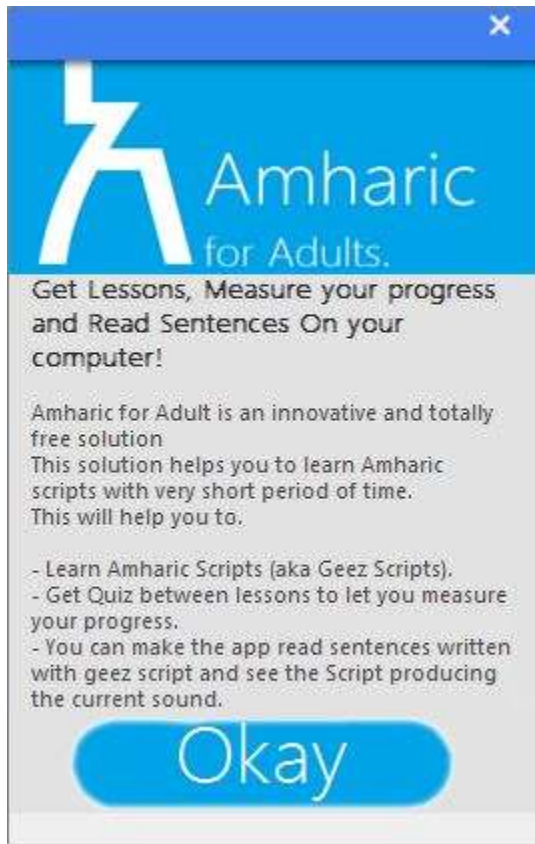 አ
Amharic
for Adults.
Get Lessons, Measure your progress
and Read Sentences On your
computer!
Amharic for Adult is an innovative and totally
free solution
This solution helps you to learn Amharic
scripts with very short period of time.
This will help you to.
- Learn Amharic Scripts (aka Geez Scripts).
- Get Quiz between lessons to let you measure
your progress.
- You can make the app read sentences written
with geez script and see the Script producing
the current sound.
Okay